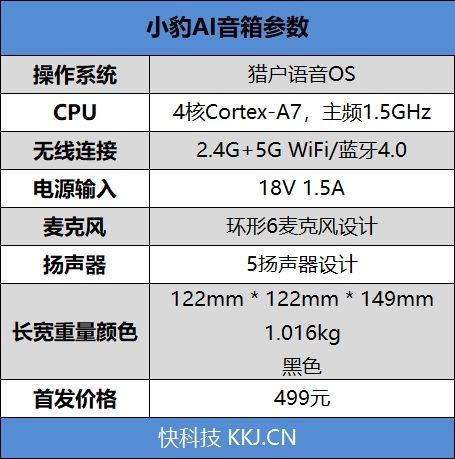 小豹AI音箱参数
操作系统 猎户语音OS
CPU 4核Cortex-A7，主频1.5GHz
无线连接 2.4G+5G WiFi/蓝牙4.0
电源输入 18V 1.5A
麦克风 环形6麦克风设计
扬声器 5扬声器设计
长宽重量颜色 122mm * 122mm * 149mm
1.016kg
黑色
首发价格 499元
快科技 KKJ.CN